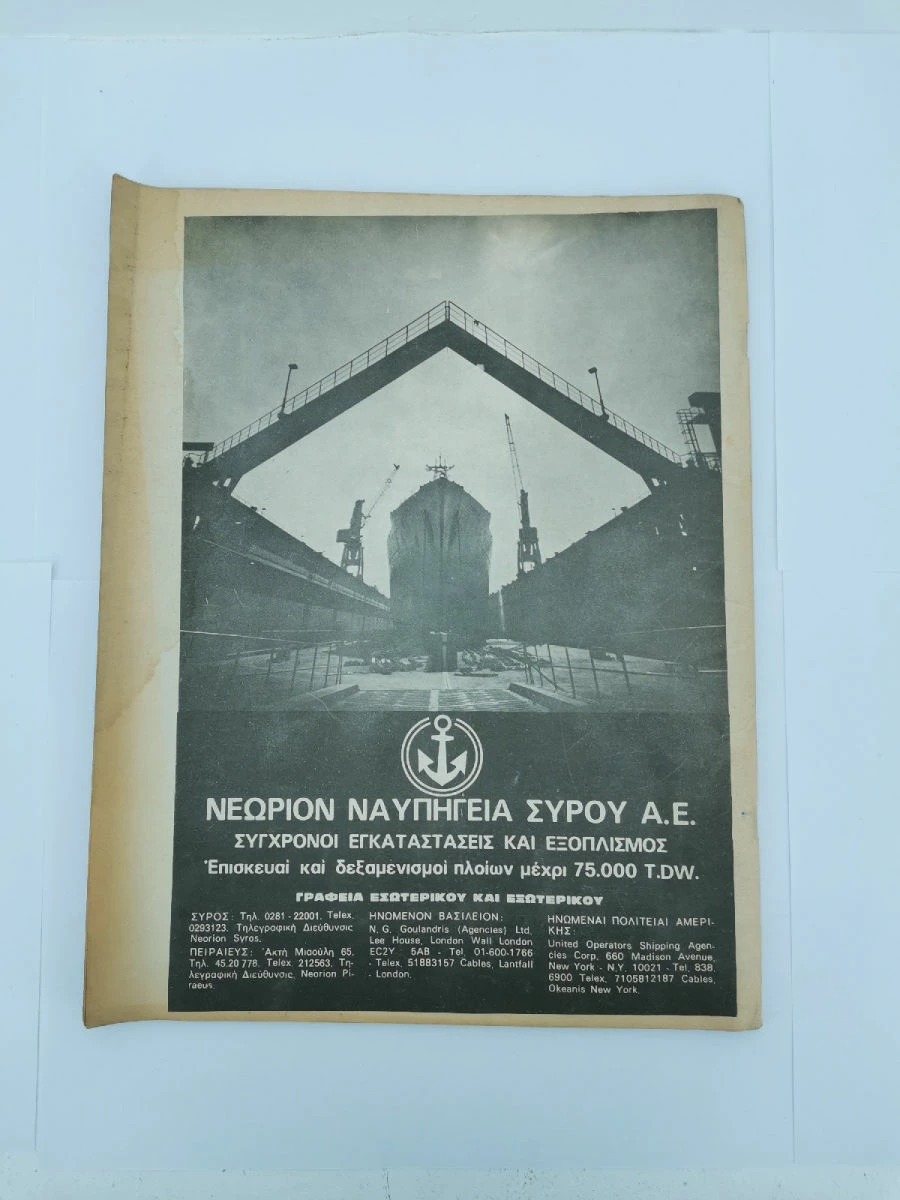 ΝΕΩΡΙΟΝ ΝΑΥΠΗΓΕΙΑ ΣΥΡΟΥ Α.Ε.
ΣΥΓΧΡΟΝΟΙ ΕΓΚΑΤΑΣΤΑΣΕΙΣ ΚΑΙ ΕΞΟΠΛΙΣΜΟΣ
Ἐπισκευαί καί δεξαμενισμοί πλοίων μέχρι 75.000 T.DW.
ΓΡΑΦΕΙΑ ΕΣΩΤΕΡΙΚΟΥ ΚΑΙ ΕΞΩΤΕΡΙΚΟΥ
ΣΥΡΟΣ: Τηλ. 0281 - 22001. Telex.
0293123. Τηλεγραφική Διεύθυνσις
Neorion Syros.
ΠΕΙΡΑΙΕΥΣ: Ἀκτή Μιαούλη 65.
Τηλ. 45.20 778. Telex. 212563. Τη-
λεγραφική Διεύθυνσις, Neorion Pi-
raeus.
ΗΝΩΜΕΝΟΝ ΒΑΣΙΛΕΙΟΝ:
N. G. Goulandris (Agencies) Ltd.
Lee House, London Wall London
EC2Y 5AB - Tel. 01-600-1766
- Telex. 51883157 Cables, Lantfall
- London.
ΗΝΩΜΕΝΑΙ ΠΟΛΙΤΕΙΑΙ ΑΜΕΡΙ-
ΚΗΣ:
United Operators Shipping Agen-
cies Corp. 660 Madison Avenue,
New York - N.Y. 10021 - Tel. 838.
6900 Telex. 7105812187 Cables,
Okeanis New York.